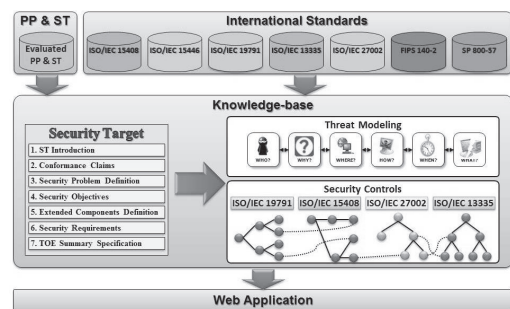 PP & ST
International Standards
Evaluated
PP & ST
ISO/IEC 15408
ISO/IEC 15446
ISO/IEC 19791
ISO/IEC 13335
ISO/IEC 27002
FIPS 140-2
SP 800-57
Knowledge-base
Security Target
1. ST Introduction
2. Conformance Claims
3. Security Problem Definition
4. Security Objectives
5. Extended Components Definition
6. Security Requirements
7. TOE Summary Specification
Threat Modeling
WHO?
WHY?
WHERE?
HOW?
WHEN?
WHAT?
Security Controls
ISO/IEC 19791
ISO/IEC 15408
ISO/IEC 27002
ISO/IEC 13335
Web Application